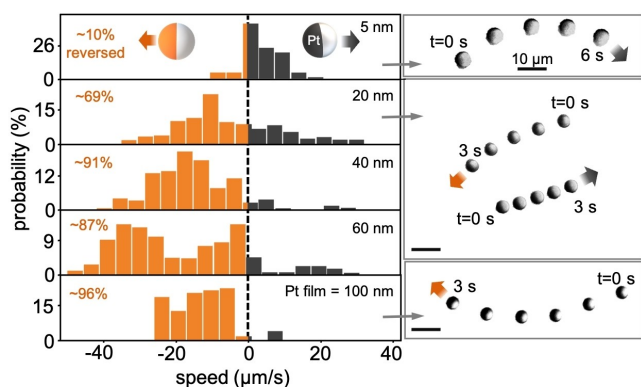 ~10%
reversed
Pt
5 nm
26
0
~69%
20 nm
15
0
~91%
40 nm
12
0
~87%
60 nm
9
0
~96%
Pt film = 100 nm
15
0
probability (%)
-40 -20 0 20 40
speed (µm/s)
t=0 s
10 µm
6 s
t=0 s
3 s
t=0 s
3 s
3 s
t=0 s